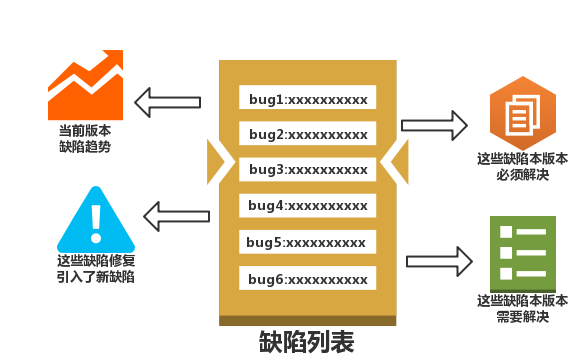 当前版本
缺陷趋势
这些缺陷修复
引入了新缺陷
bug1:xxxxxxxxxx
bug2:xxxxxxxxxx
bug3:xxxxxxxxxx
bug4:xxxxxxxxxx
bug5:xxxxxxxxxx
bug6:xxxxxxxxxx
缺陷列表
这些缺陷本版本
必须解决
这些缺陷本版本
需要解决